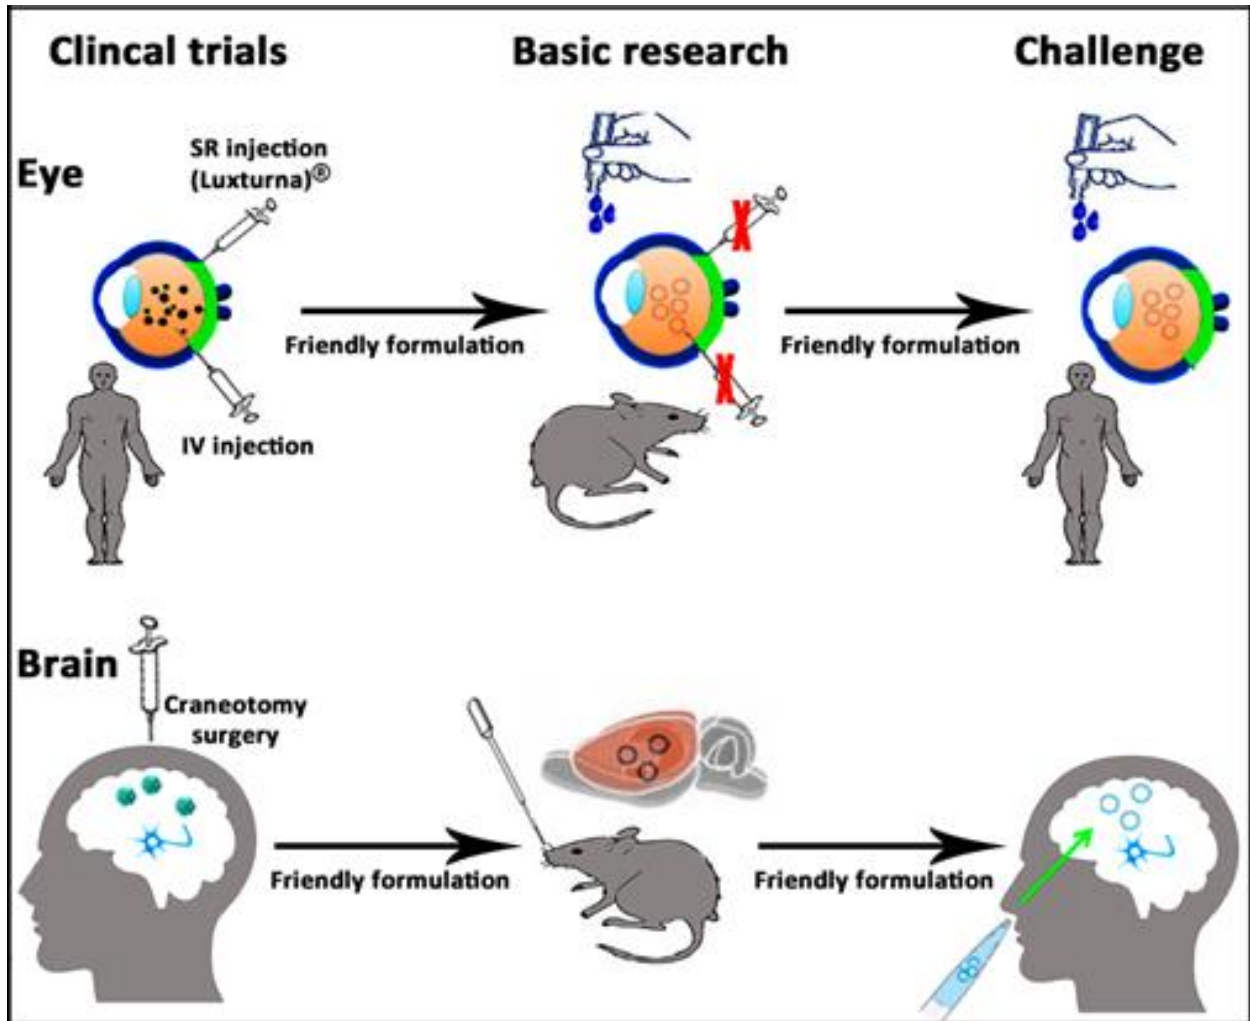 Clincal trials
Basic research
Challenge
Eye
SR injection
(Luxturna)®
Friendly formulation
Friendly formulation
IV injection
Brain
Craneotomy
surgery
Friendly formulation
Friendly formulation